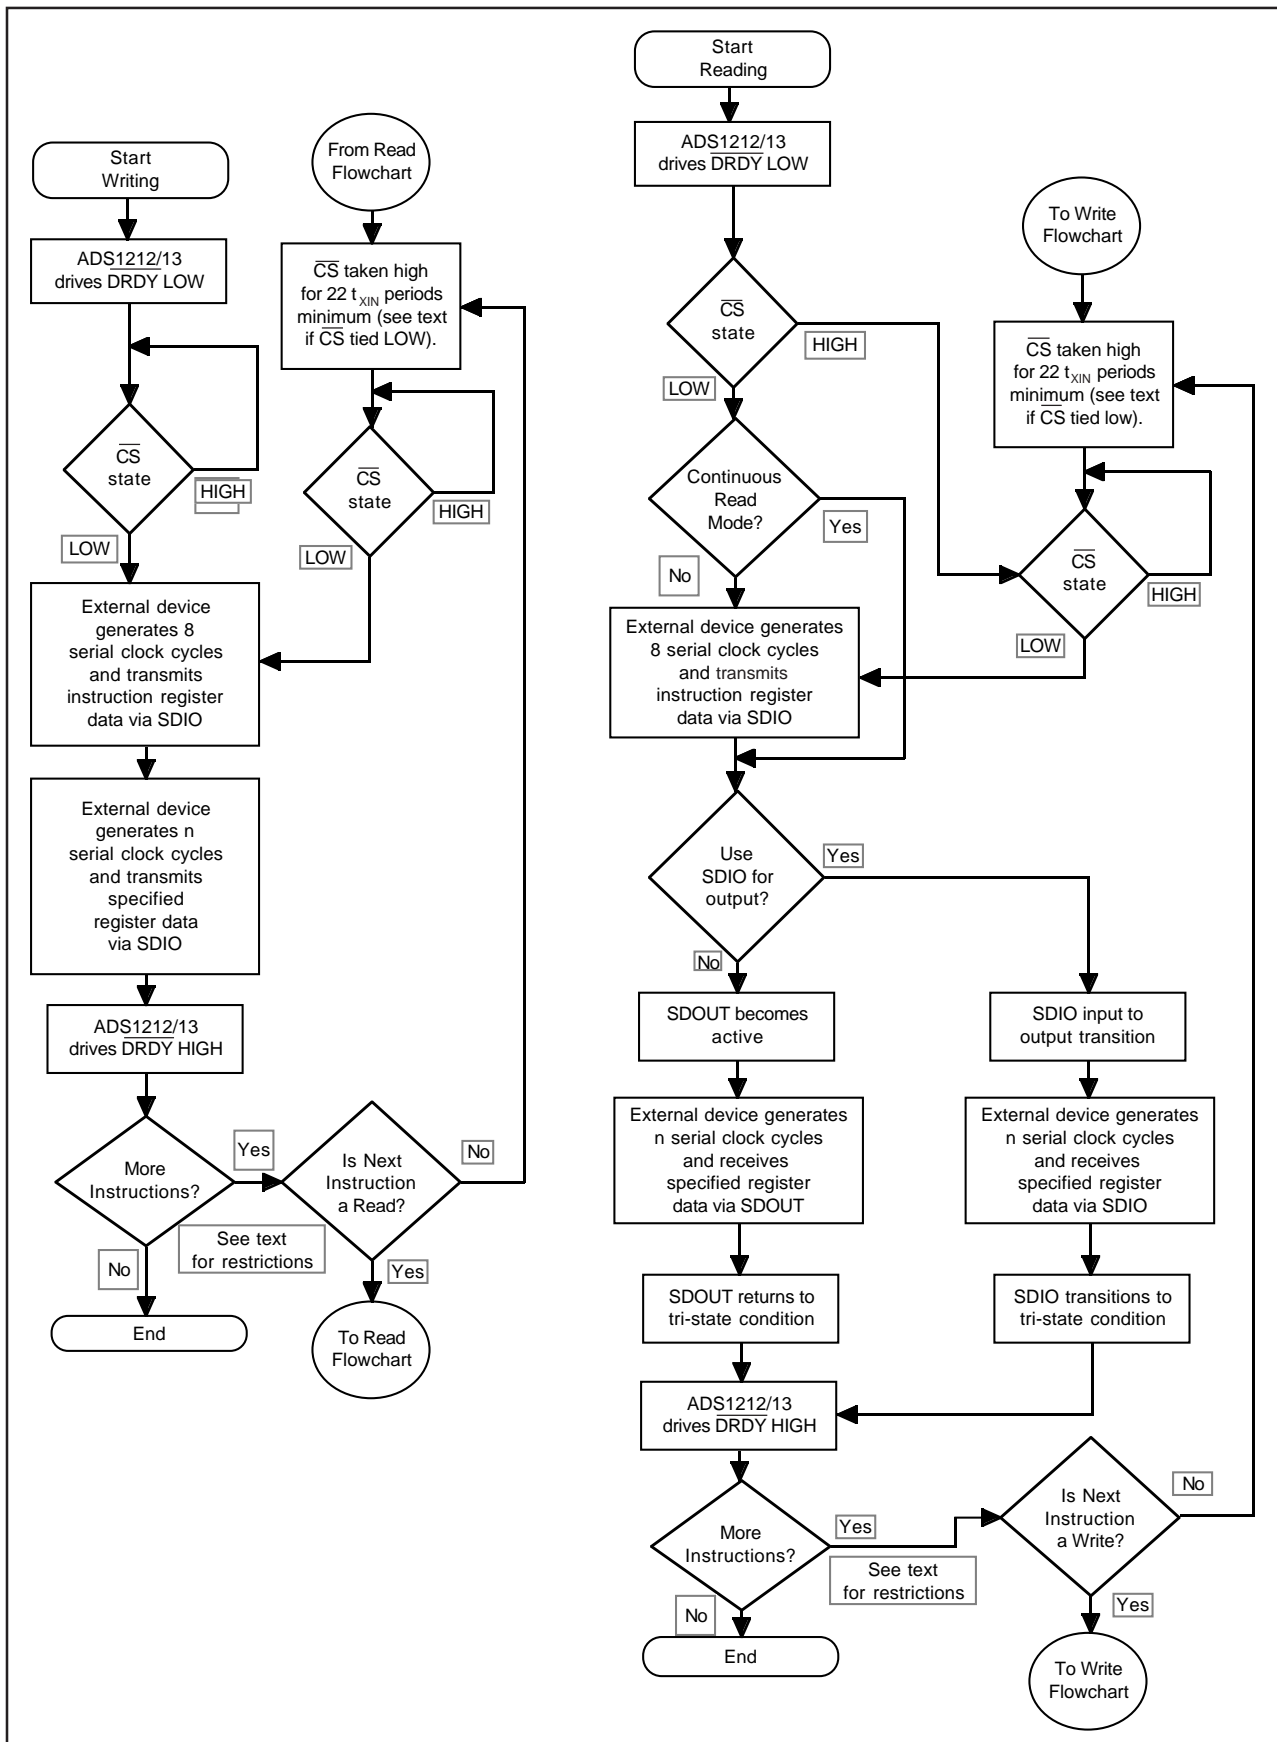 Start
Writing
ADS1212/13
drives DRDY LOW
CS
state
HIGH
LOW
External device
generates 8
serial clock cycles
and transmits
instruction register
data via SDIO
External device
generates n
serial clock cycles
and transmits
specified
register data
via SDIO
ADS1212/13
drives DRDY HIGH
More
Instructions?
Yes
See text
for restrictions
No
End
From Read
Flowchart
CS taken high
for 22 tXIN periods
minimum (see text
if CS tied LOW).
CS
state
HIGH
LOW
Is Next
Instruction
a Read?
No
Yes
To Read
Flowchart
Start
Reading
ADS1212/13
drives DRDY LOW
CS
state
HIGH
LOW
Continuous
Read
Mode?
Yes
No
External device generates
8 serial clock cycles
and transmits
instruction register
data via SDIO
To Write
Flowchart
CS taken high
for 22 tXIN periods
minimum (see text
if CS tied low).
CS
state
HIGH
LOW
Use
SDIO for
output?
Yes
No
SDOUT becomes
active
External device generates
n serial clock cycles
and receives
specified register
data via SDOUT
SDOUT returns to
tri-state condition
SDIO input to
output transition
External device generates
n serial clock cycles
and receives
specified register
data via SDIO
SDIO transitions to
tri-state condition
ADS1212/13
drives DRDY HIGH
More
Instructions?
Yes
See text
for restrictions
No
End
Is Next
Instruction
a Write?
No
Yes
To Write
Flowchart